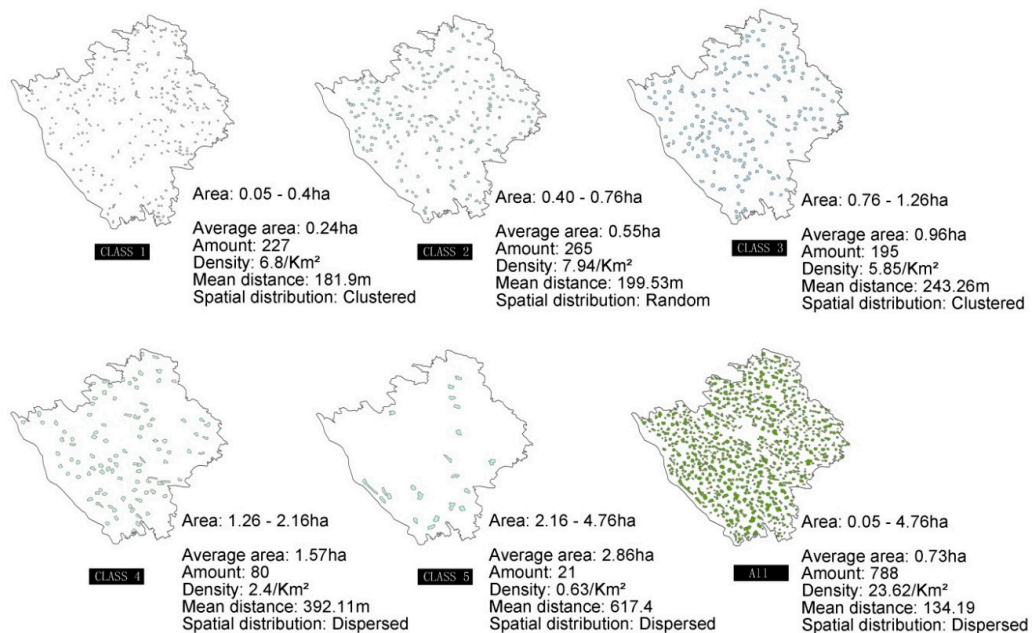 Area: 0.05 - 0.4ha
Average area: 0.24ha
Amount: 227
Density: 6.8/Km²
Mean distance: 181.9m
Spatial distribution: Clustered
CLASS 1
Area: 0.40 - 0.76ha
Average area: 0.55ha
Amount: 265
Density: 7.94/Km²
Mean distance: 199.53m
Spatial distribution: Random
CLASS 2
Area: 0.76 - 1.26ha
Average area: 0.96ha
Amount: 195
Density: 5.85/Km²
Mean distance: 243.26m
Spatial distribution: Clustered
CLASS 3
Area: 1.26 - 2.16ha
Average area: 1.57ha
Amount: 80
Density: 2.4/Km²
Mean distance: 392.11m
Spatial distribution: Dispersed
CLASS 4
Area: 2.16 - 4.76ha
Average area: 2.86ha
Amount: 21
Density: 0.63/Km²
Mean distance: 617.4
Spatial distribution: Dispersed
CLASS 5
Area: 0.05 - 4.76ha
Average area: 0.73ha
Amount: 788
Density: 23.62/Km²
Mean distance: 134.19
Spatial distribution: Dispersed
All